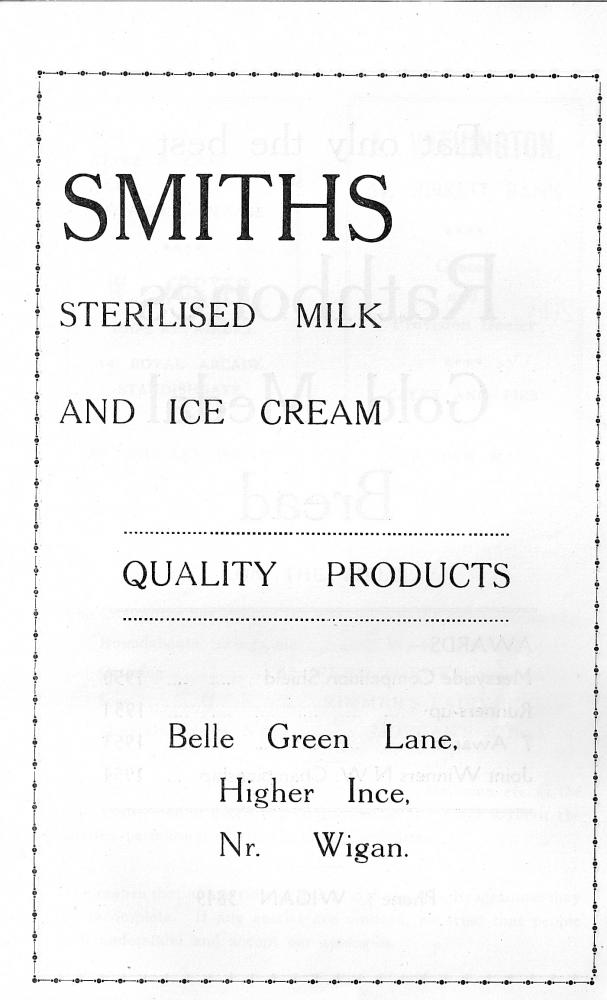 SMITHS
STERILISED MILK
AND ICE CREAM
QUALITY PRODUCTS
Belle Green Lane,
Higher Ince,
Nr. Wigan.